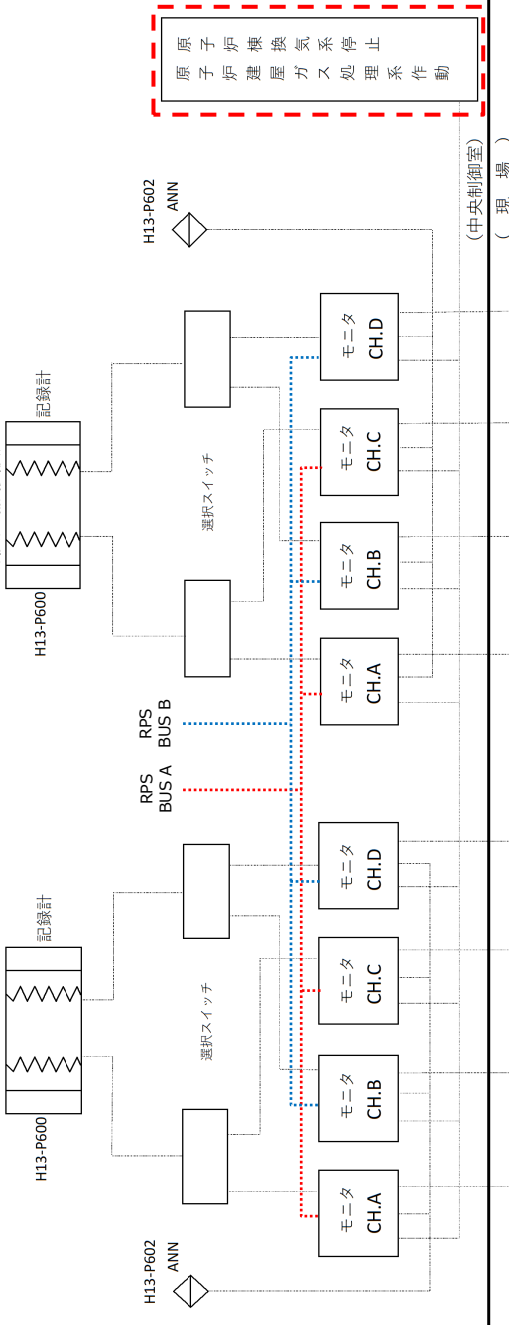 原子炉棟換気系停止
原子炉建屋ガス処理系作動
(中央制御室)
( 現 場 )
H13-P602
ANN
記録計
H13-P600
選択スイッチ
モニタ
CH.D
モニタ
CH.C
モニタ
CH.B
モニタ
CH.A
RPS
BUS B
RPS
BUS A
記録計
H13-P600
選択スイッチ
モニタ
CH.D
モニタ
CH.C
モニタ
CH.B
モニタ
CH.A
H13-P602
ANN